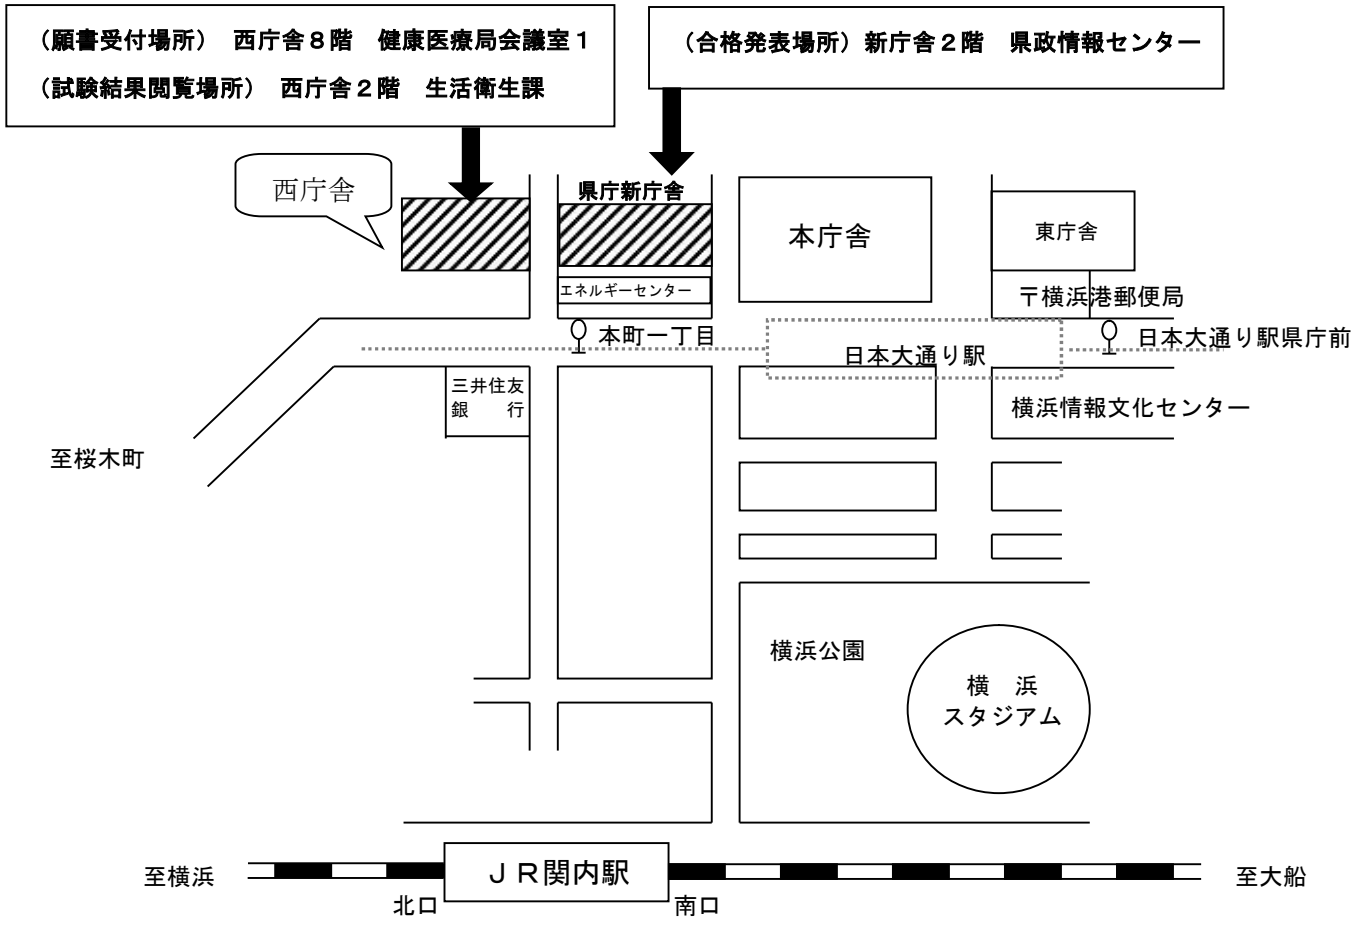 （願書受付場所）　西庁舎８階　健康医療局会議室１
（試験結果閲覧場所）　西庁舎２階　生活衛生課
（合格発表場所）新庁舎２階　県政情報センター
西庁舎
県庁新庁舎
本庁舎
東庁舎
エネルギーセンター
〒横浜港郵便局
本町一丁目
日本大通り駅
日本大通り駅県庁前
三井住友
銀　　行
横浜情報文化センター
至桜木町
横浜公園
横　浜
スタジアム
至横浜
ＪＲ関内駅
至大船
北口
南口